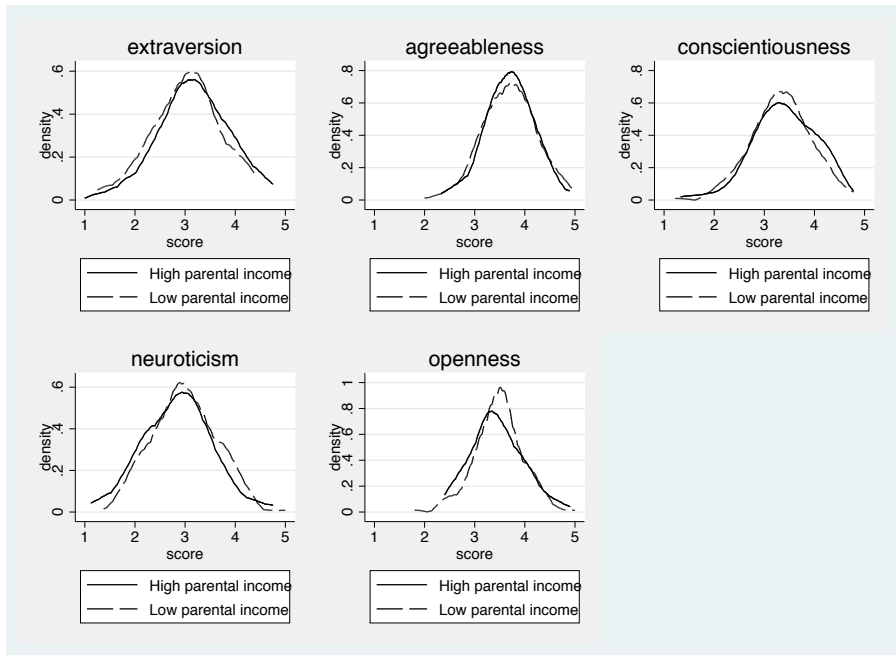 extraversion
agreeableness
conscientiousness
density
0 .2 .4 .6
1 2 3 4 5
score
High parental income
Low parental income
density
0 .2 .4 .6 .8
1 2 3 4 5
score
High parental income
Low parental income
density
0 .2 .4 .6 .8
1 2 3 4 5
score
High parental income
Low parental income
neuroticism
openness
density
0 .2 .4 .6
1 2 3 4 5
score
High parental income
Low parental income
density
0 .2 .4 .6 .8 1
1 2 3 4 5
score
High parental income
Low parental income